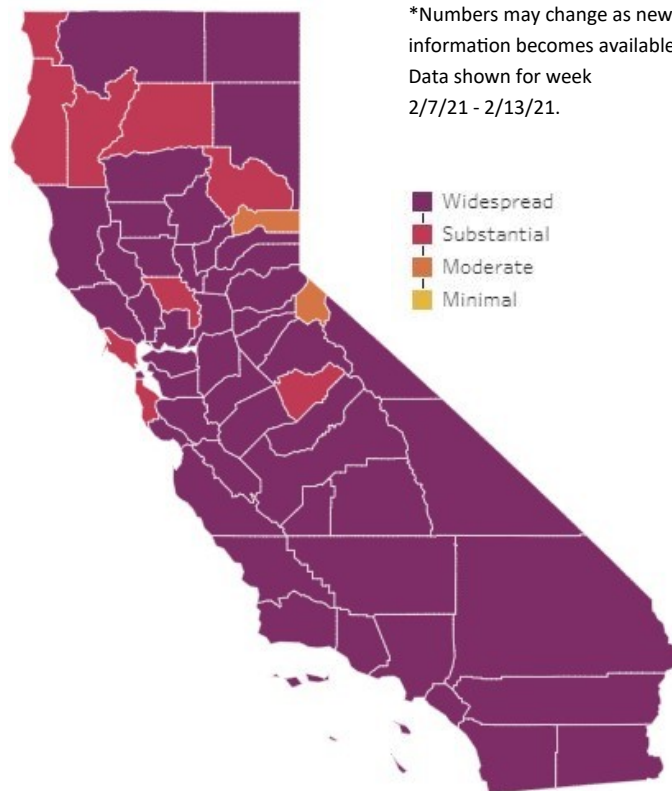 *Numbers may change as new
information becomes available
Data shown for week
2/7/21 - 2/13/21.
Widespread
Substantial
Moderate
Minimal